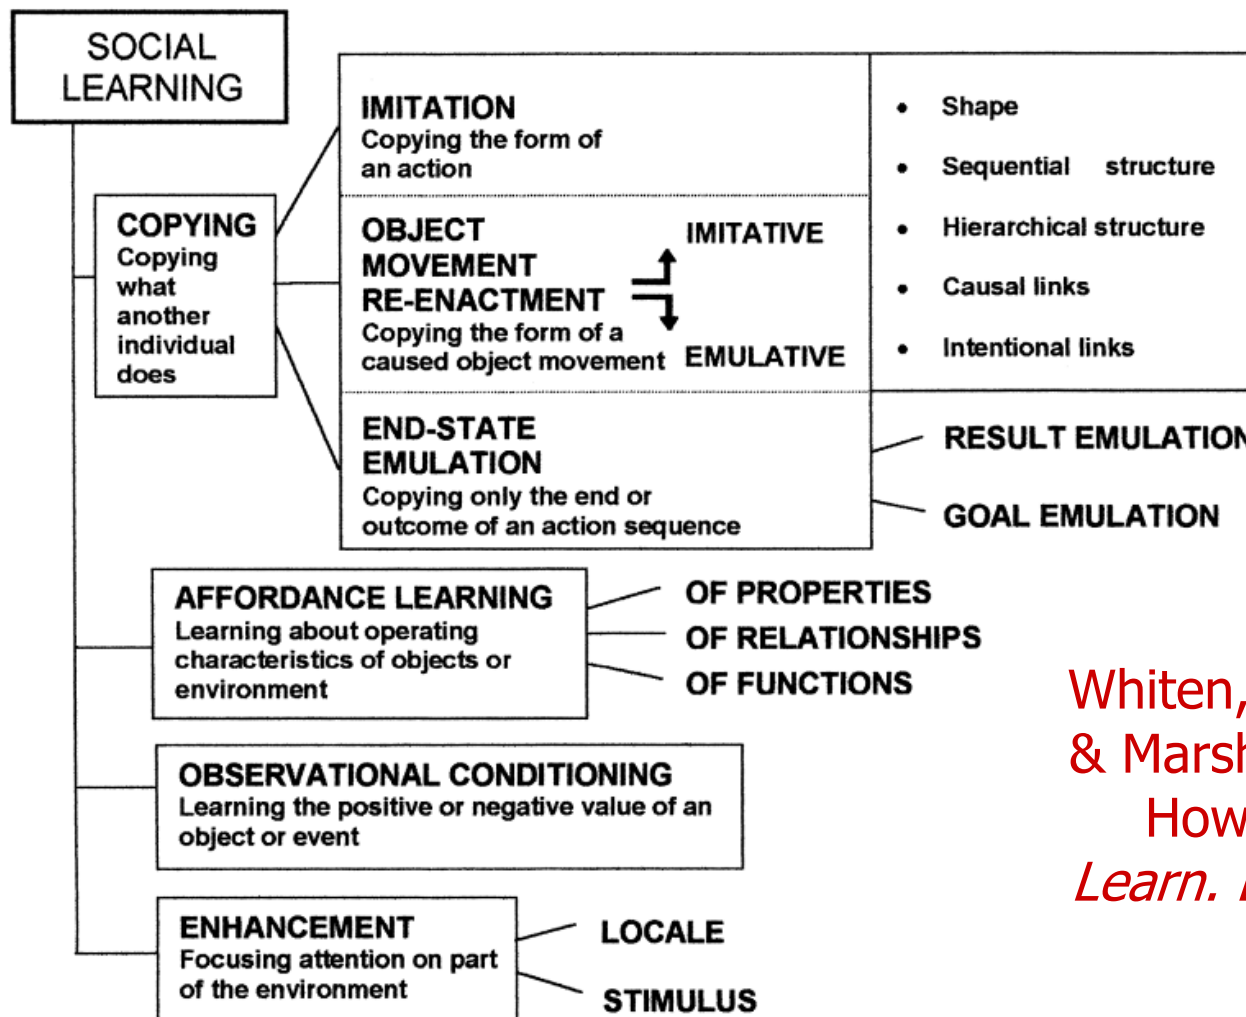 SOCIAL
LEARNING
COPYING
Copying
what
another
individual
does
IMITATION
Copying the form of
an action
OBJECT
MOVEMENT
RE-ENACTMENT
Copying the form of a
caused object movement
IMITATIVE
EMULATIVE
END-STATE
EMULATION
Copying only the end or
outcome of an action sequence
• Shape
• Sequential structure
• Hierarchical structure
• Causal links
• Intentional links
RESULT EMULATION
GOAL EMULATION
AFFORDANCE LEARNING
Learning about operating
characteristics of objects or
environment
OF PROPERTIES
OF RELATIONSHIPS
OF FUNCTIONS
OBSERVATIONAL CONDITIONING
Learning the positive or negative value of an
object or event
ENHANCEMENT
Focusing attention on part
of the environment
LOCALE
STIMULUS
Whiten,
& Marsh
How
Learn.